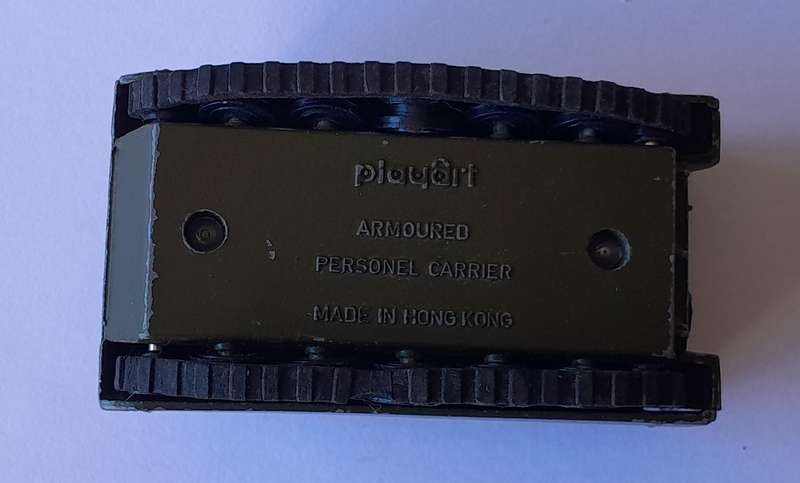 playart
ARMOURED
PERSONEL CARRIER
MADE IN HONG KONG